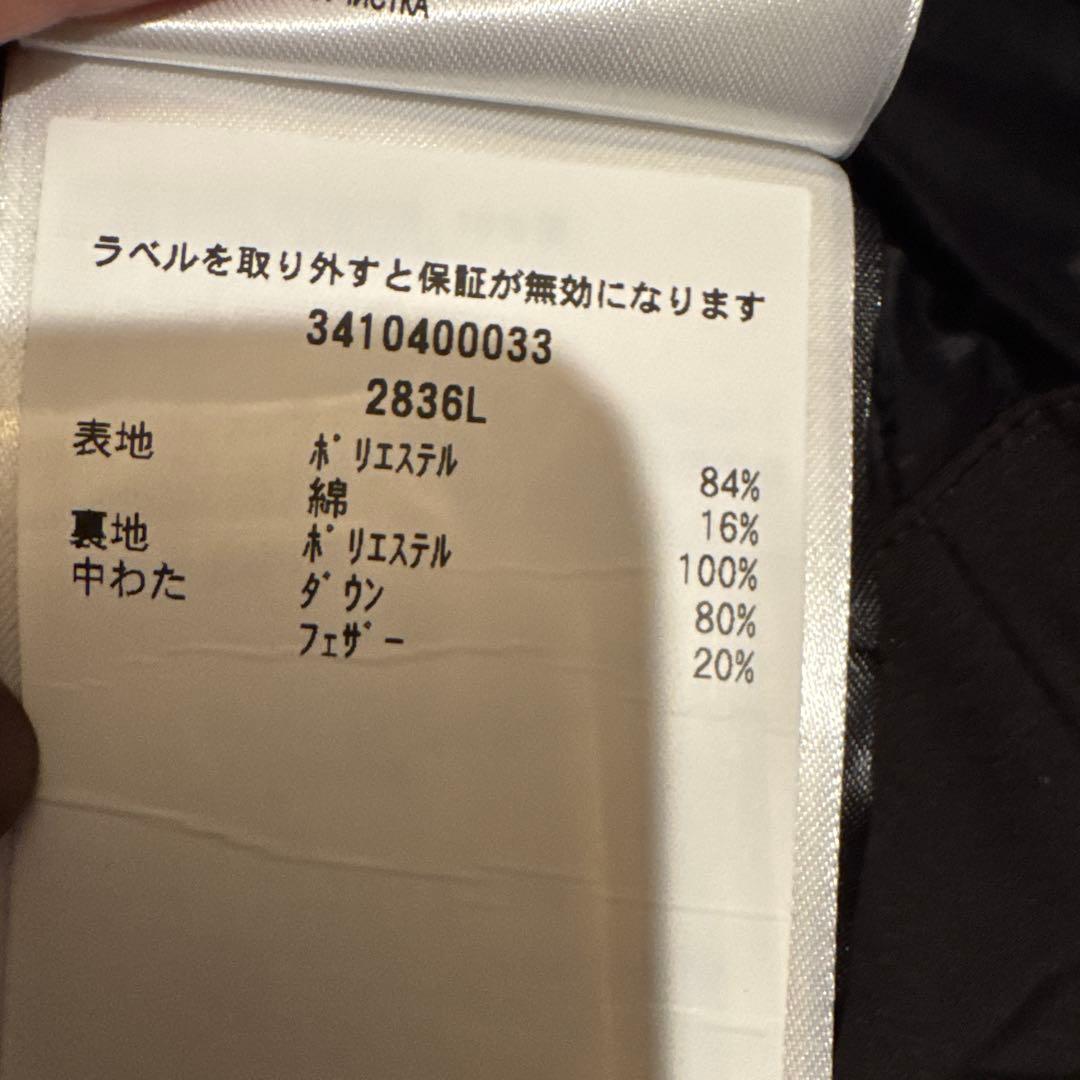 ラベルを取り外すと保証が無効になります
3410400033
2836L
表地 ﾎﾟﾘｴｽﾃﾙ 84%
綿 16%
裏地 ﾎﾟﾘｴｽﾃﾙ 100%
中わた ﾀﾞｳﾝ 80%
ﾌｪｻﾞｰ 20%